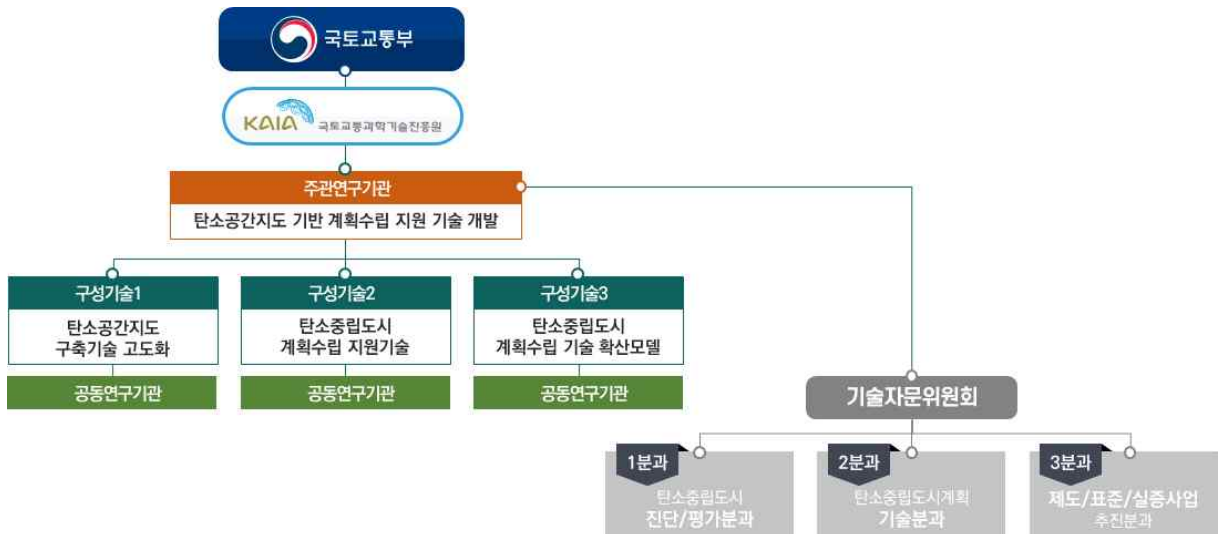 국토교통부
KAIA 국토교통과학기술진흥원
주관연구기관
탄소공간지도 기반 계획수립 지원 기술 개발
구성기술1
탄소공간지도
구축기술 고도화
공동연구기관
구성기술2
탄소중립도시
계획수립 지원기술
공동연구기관
구성기술3
탄소중립도시
계획수립 기술 확산모델
공동연구기관
기술자문위원회
1분과
탄소중립도시
진단/평가분과
2분과
탄소중립도시계획
기술분과
3분과
제도/표준/실증사업
추진분과